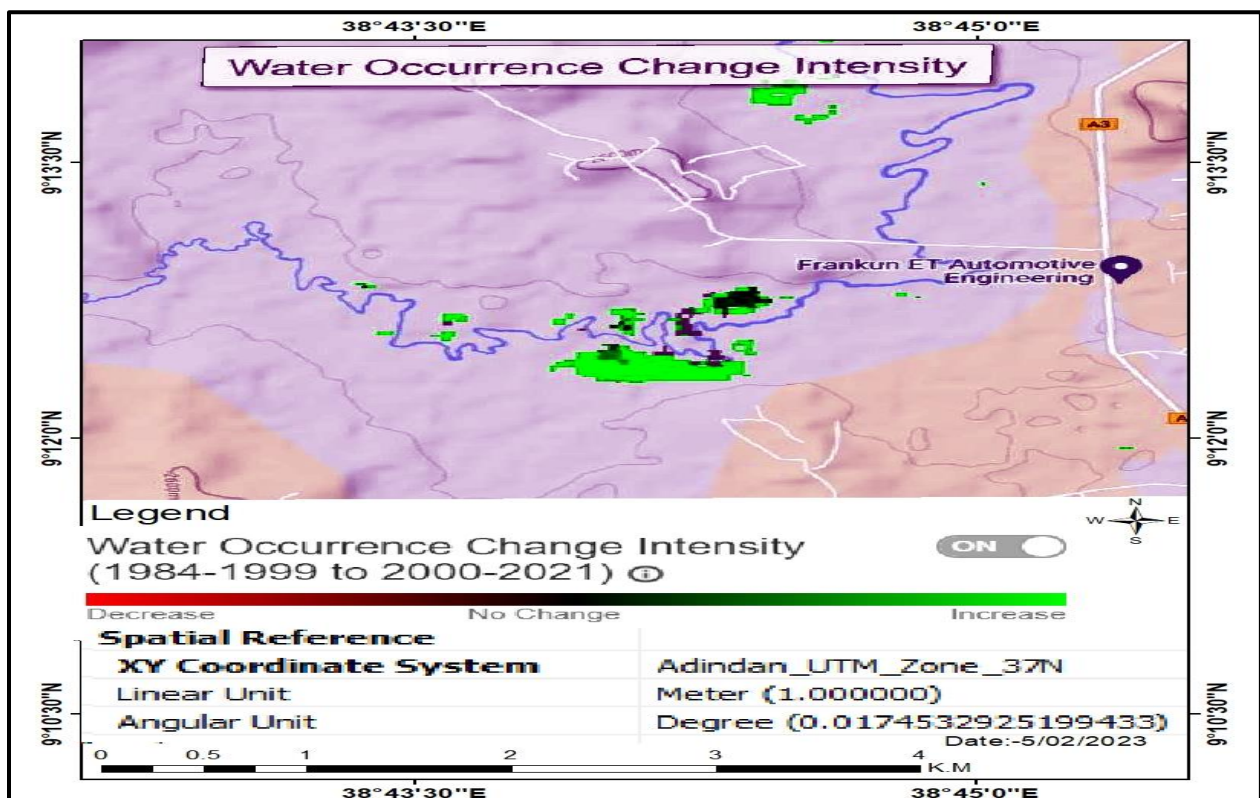 38°43'30"E 38°45'0"E
Water Occurrence Change Intensity
A3
9°13'30"N 9°13'30"N
Frankun ET Automotive
Engineering
9°12'0"N 9°12'0"N
A
2600m
Legend
N
W E
S
Water Occurrence Change Intensity
ON
(1984-1999 to 2000-2021)
Decrease No Change Increase
Spatial Reference
XY Coordinate System Adindan_UTM_Zone_37N
Linear Unit Meter (1.000000)
Angular Unit Degree (0.0174532925199433)
9°10'30"N 9°10'30"N
Date:-5/02/2023
0 0.5 1 2 3 4
K.M
38°43'30"E 38°45'0"E